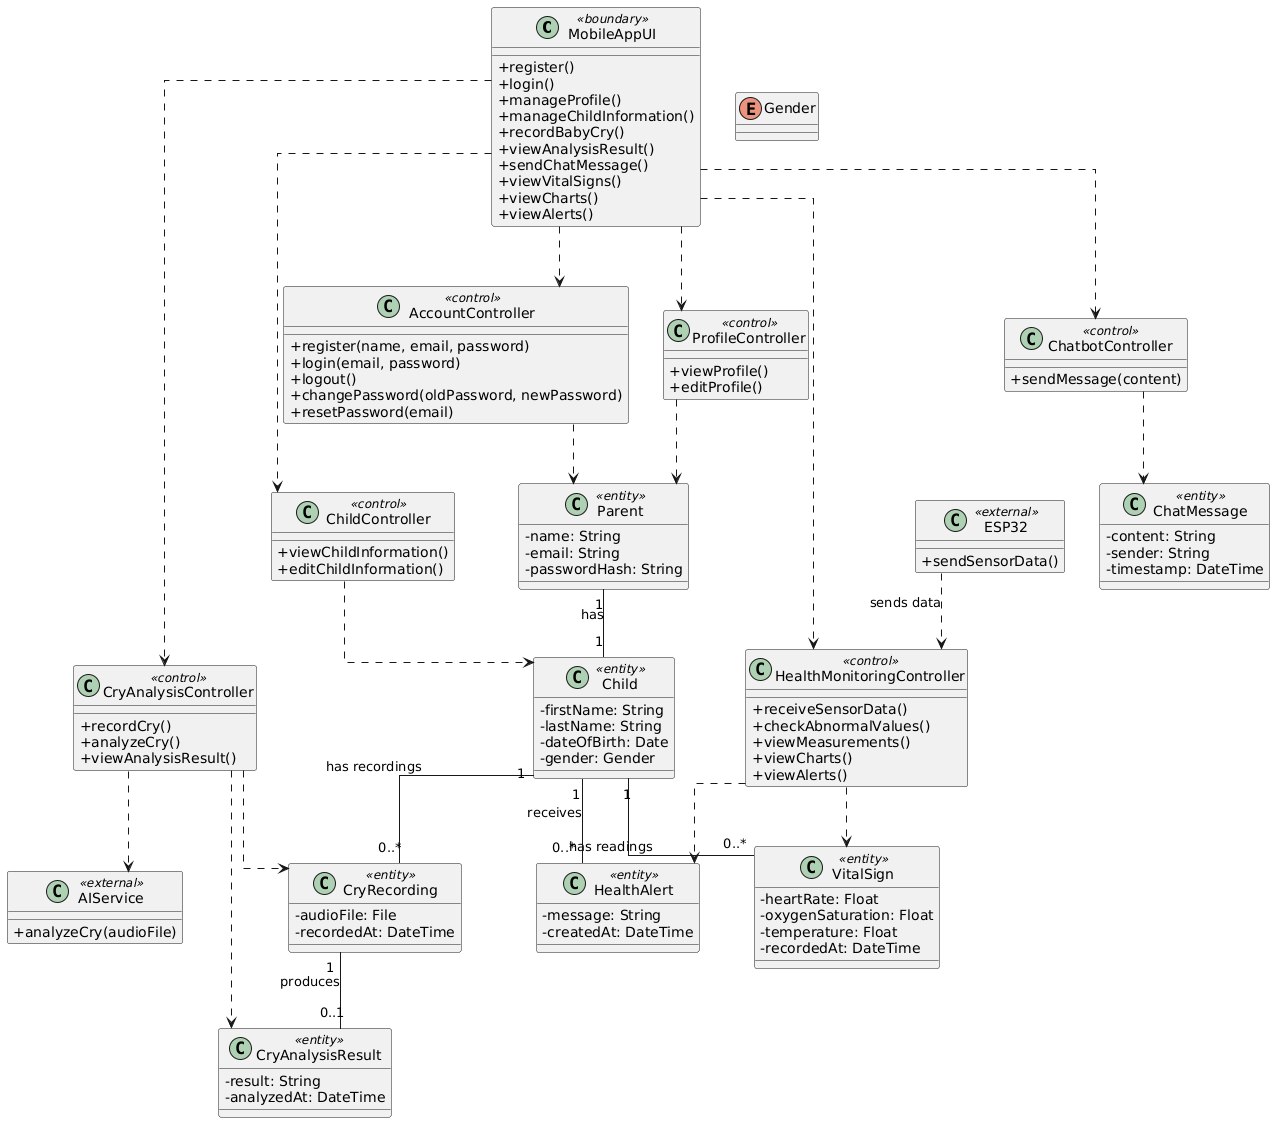 «boundary»
C
MobileAppUI
+register()
+login()
+manageProfile()
+manageChildInformation()
+recordBabyCry()
+viewAnalysisResult()
+sendChatMessage()
+viewVitalSigns()
+viewCharts()
+viewAlerts()
E
Gender
«control»
C
AccountController
+register(name, email, password)
+login(email, password)
+logout()
+changePassword(oldPassword, newPassword)
+resetPassword(email)
«control»
C
ProfileController
+viewProfile()
+editProfile()
«control»
C
ChatbotController
+sendMessage(content)
«control»
C
ChildController
+viewChildInformation()
+editChildInformation()
«entity»
C
Parent
-name: String
-email: String
-passwordHash: String
«external»
C
ESP32
+sendSensorData()
«entity»
C
ChatMessage
-content: String
-sender: String
-timestamp: DateTime
1
has
1
sends data
«control»
C
CryAnalysisController
+recordCry()
+analyzeCry()
+viewAnalysisResult()
«entity»
C
Child
-firstName: String
-lastName: String
-dateOfBirth: Date
-gender: Gender
«control»
C
HealthMonitoringController
+receiveSensorData()
+checkAbnormalValues()
+viewMeasurements()
+viewCharts()
+viewAlerts()
has recordings
1
0..*
1
receives
0..*
1
has readings
0..*
«external»
C
AIService
+analyzeCry(audioFile)
«entity»
C
CryRecording
-audioFile: File
-recordedAt: DateTime
«entity»
C
HealthAlert
-message: String
-createdAt: DateTime
«entity»
C
VitalSign
-heartRate: Float
-oxygenSaturation: Float
-temperature: Float
-recordedAt: DateTime
1
produces
0..1
«entity»
C
CryAnalysisResult
-result: String
-analyzedAt: DateTime